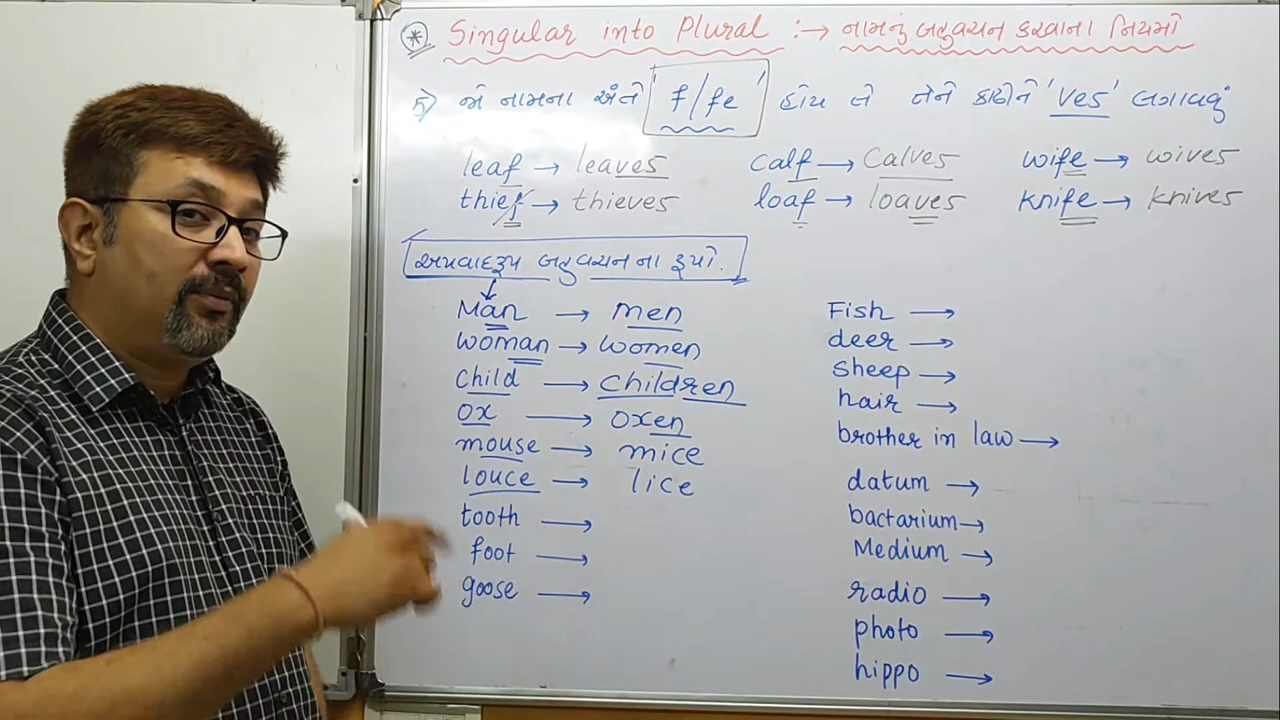 Singular into Plural :→ નામનું બહુવચન કરવાના નિયમો
5) જે નામના અંતે 'f/fe' હોય તો તેને કાઢીને 'ves' લગાવવું
leaf → leaves calf → Calves wife → wives
thief → thieves loaf → loaves knife → knives
અપવાદરૂપ બહુવચન ના રૂપો.
Man → men
woman → women
child → children
ox → oxen
mouse → mice
louce → lice
tooth →
foot →
goose →
Fish →
deer →
sheep →
hair →
brother in law →
datum →
bactarium →
Medium →
radio →
photo →
hippo →